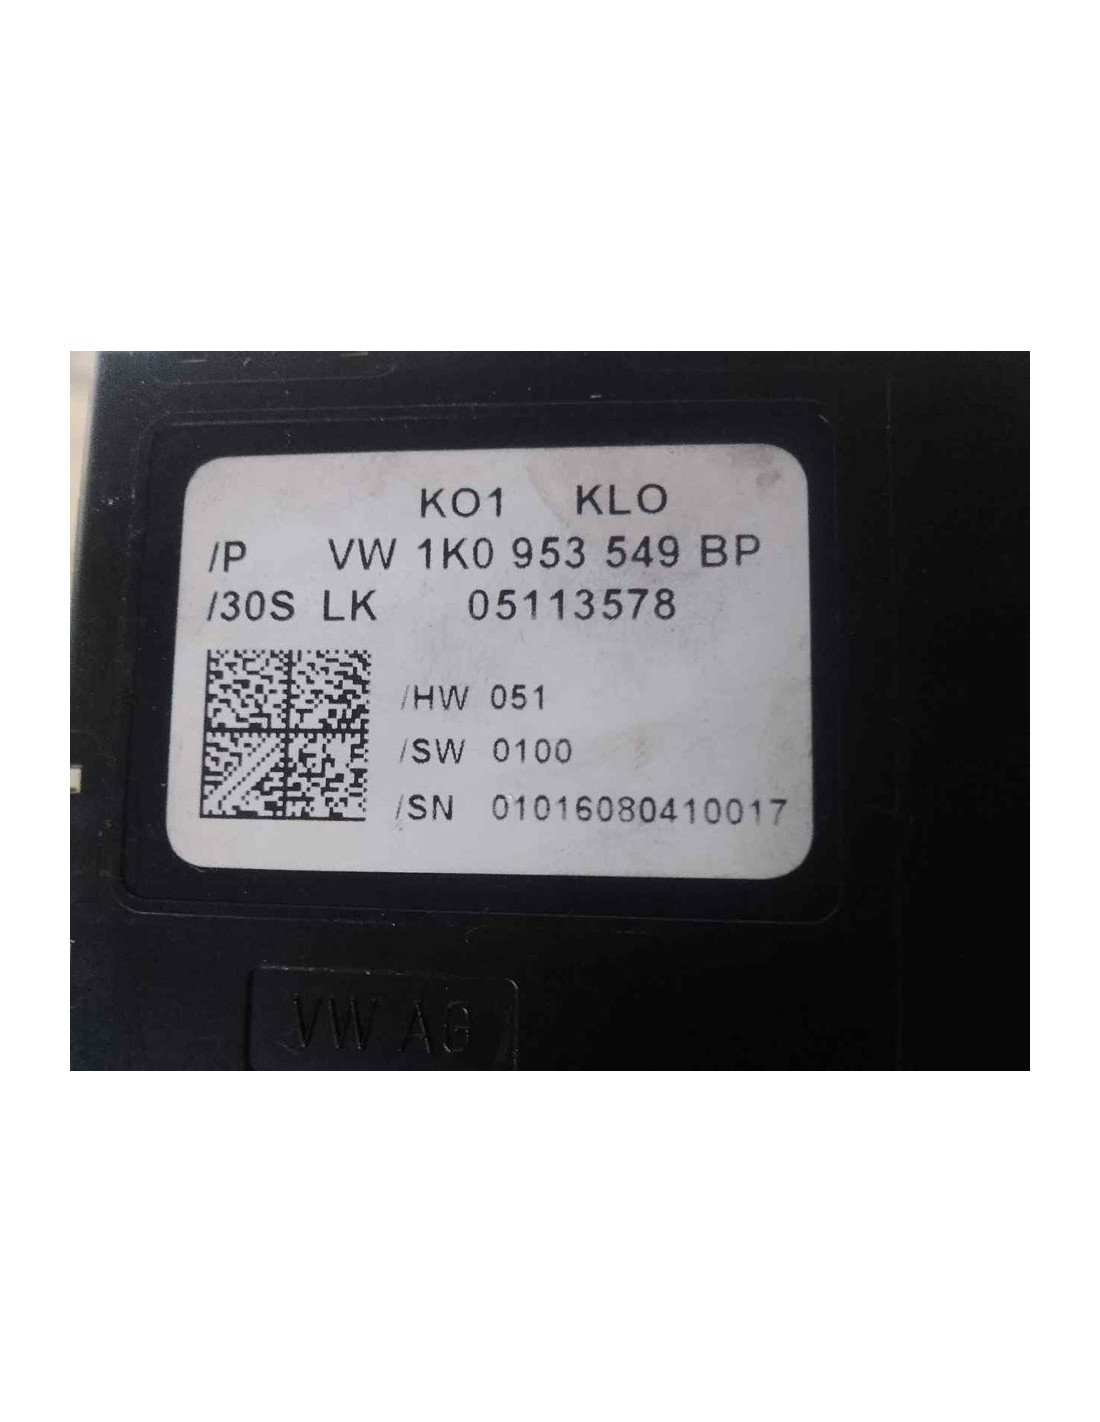 KO1 KLO
/P VW 1K0 953 549 BP
/30S LK 05113578
/HW 051
/SW 0100
/SN 01016080410017
VW AG